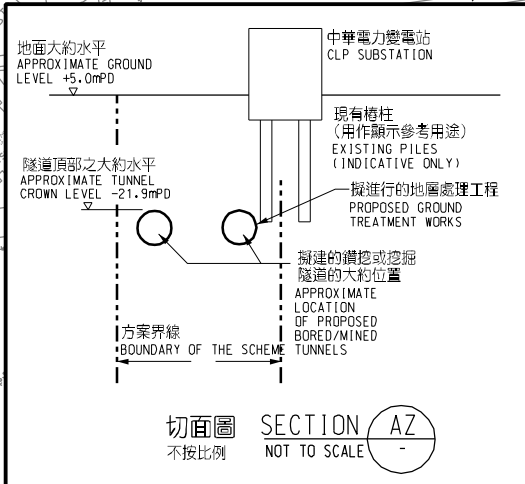 地面大約水平
APPROXIMATE GROUND
LEVEL +5.0mPD
中華電力變電站
CLP SUBSTATION
現有樁柱
(用作顯示參考用途)
EXISTING PILES
(INDICATIVE ONLY)
隧道頂部之大約水平
APPROXIMATE TUNNEL
CROWN LEVEL -21.9mPD
擬進行的地層處理工程
PROPOSED GROUND
TREATMENT WORKS
擬建的鑽挖或挖掘
隧道的大約位置
APPROXIMATE
LOCATION
OF PROPOSED
BORED/MINED
TUNNELS
方案界線
BOUNDARY OF THE SCHEME
切面圖 SECTION AZ
不按比例 NOT TO SCALE -